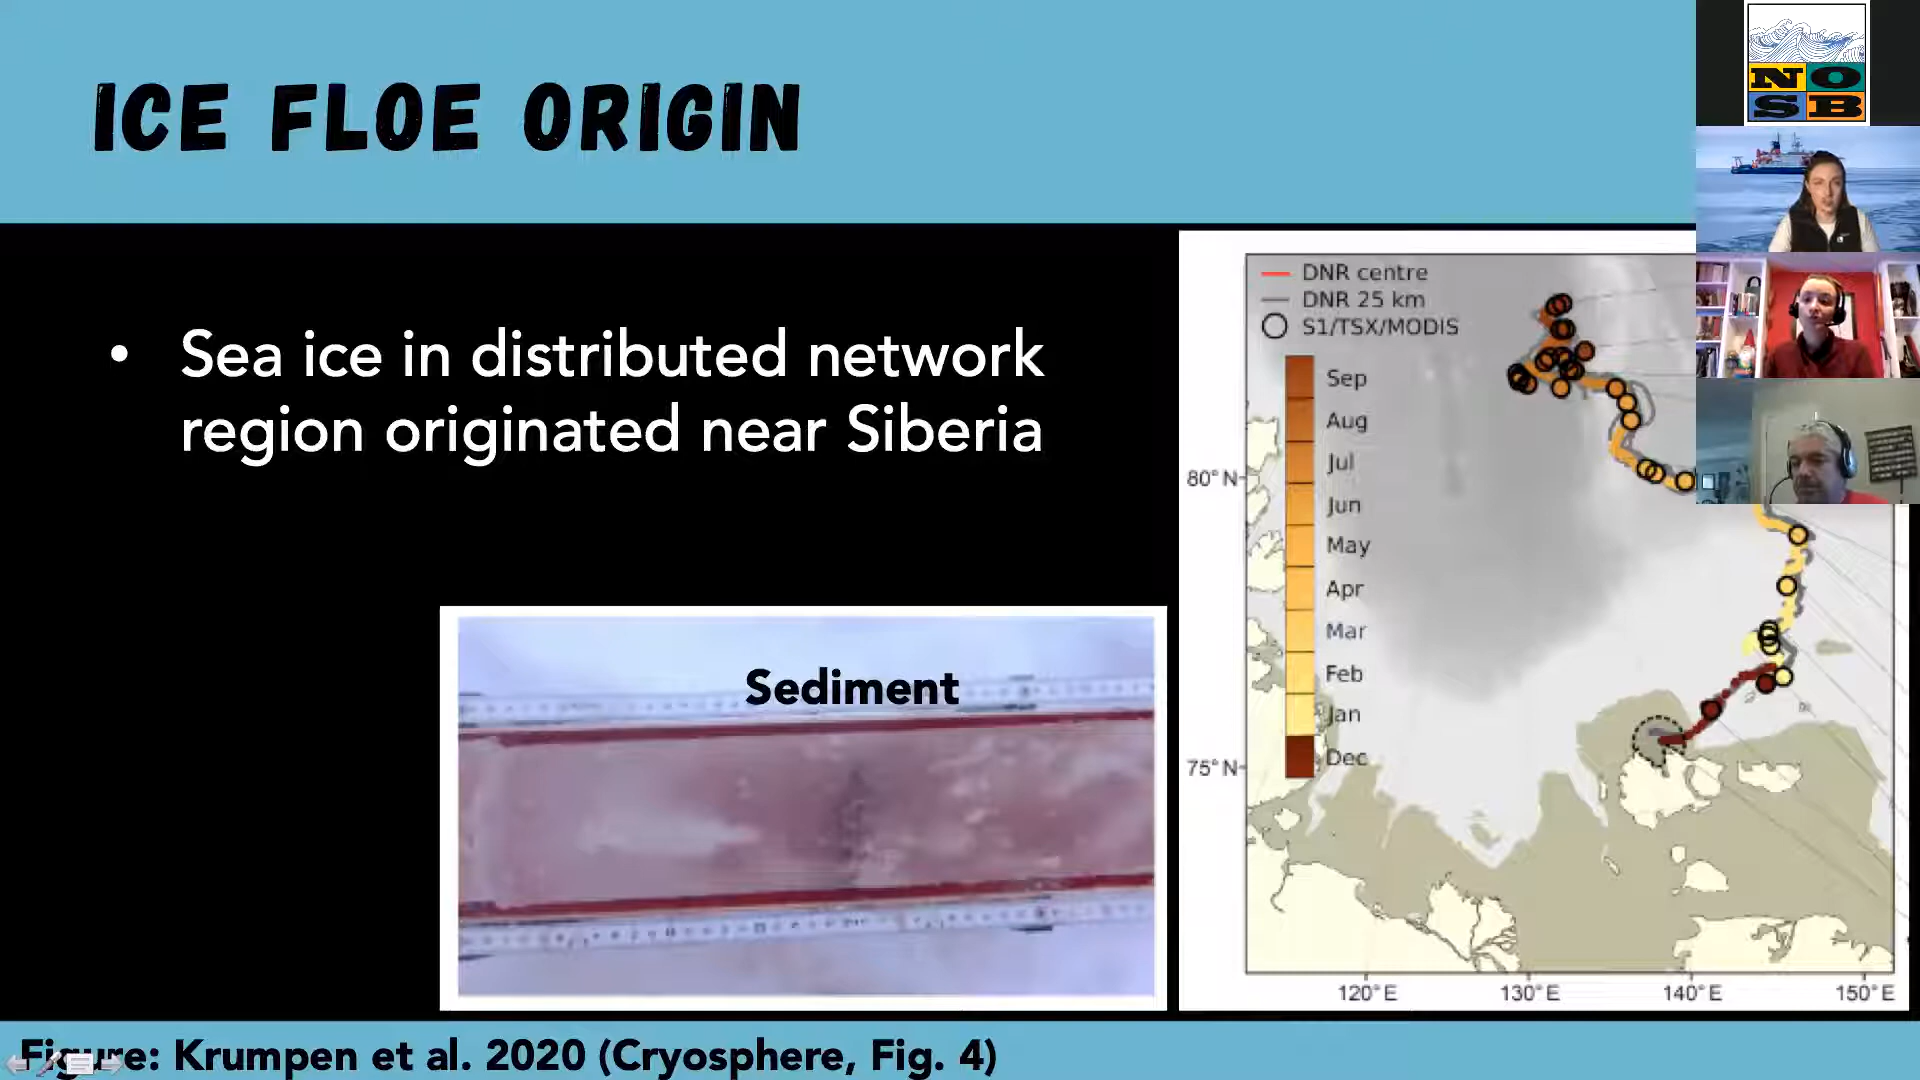 ICE FLOE ORIGIN
N O
S B
• Sea ice in distributed network
region originated near Siberia
DNR centre
DNR 25 km
S1/TSX/MODIS
Sep
Aug
Jul
Jun
May
Apr
Mar
Feb
Jan
Dec
80°N
75°N
120°E
130°E
140°E
150°E
Sediment
Figure: Krumpen et al. 2020 (Cryosphere, Fig. 4)